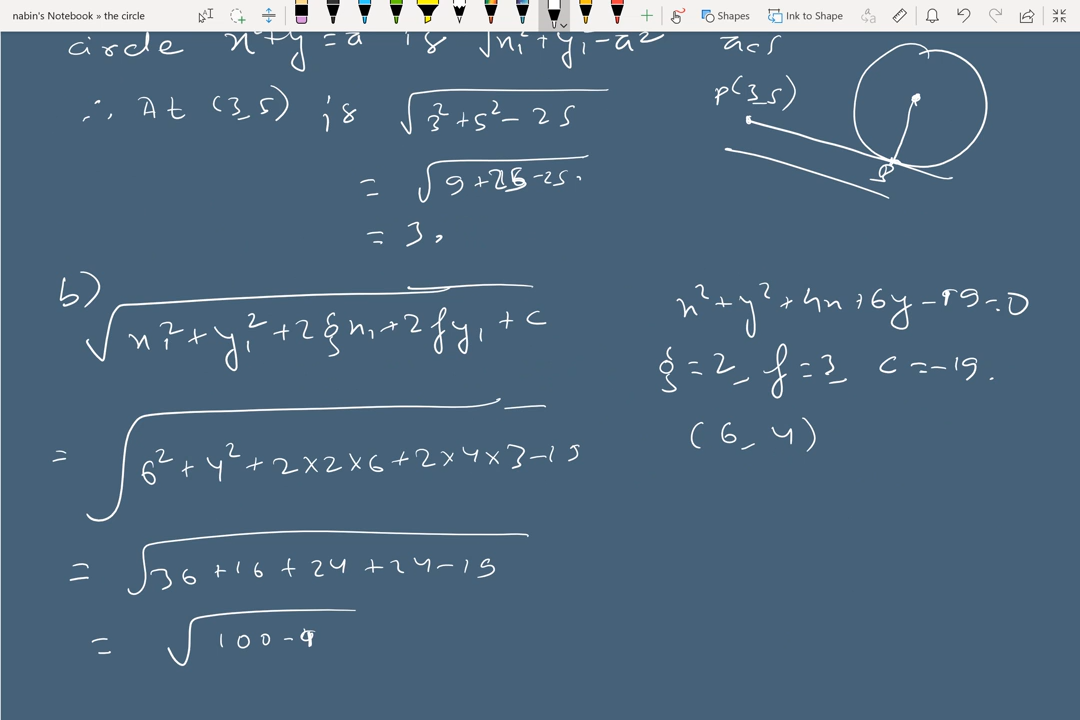 nabin's Notebook » the circle
Shapes
Ink to Shape
circle x²+y²=a² is √x₁²+y₁²-a²
∴ At (3,5) is √3²+5²-25
P(3,5)
= √9+25-25.
= 3.
b)
√x₁²+y₁²+2gx₁+2fy₁+c
x²+y²+4x+6y-19=0
g=2, f=3, c=-19.
(6,4)
= √6²+4²+2×2×6+2×4×3-19
= √36+16+24+24-19
= √100-